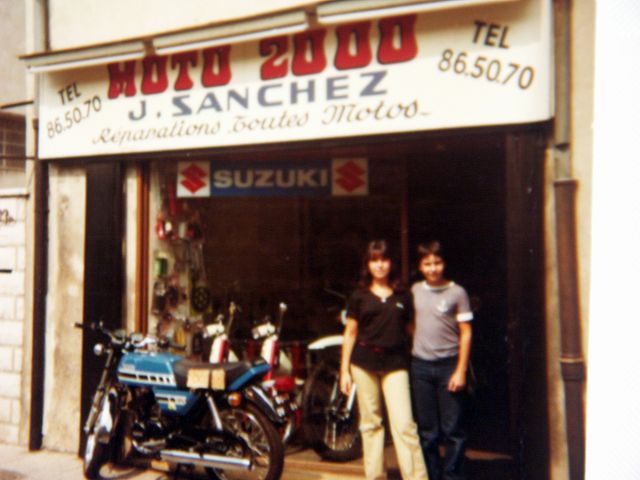 MOTO 2000
TEL
86.50.70
J. SANCHEZ
TEL
86.50.70
Réparations toutes Motos
SUZUKI